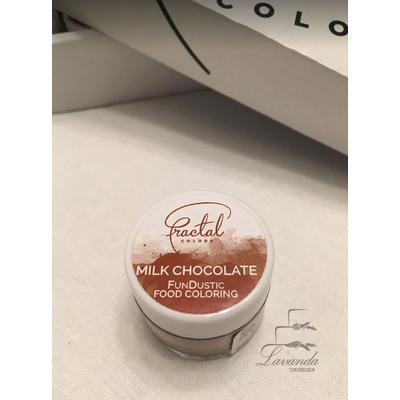 COLO
Fractal
COLORS
MILK CHOCOLATE
FUNDUSTIC
FOOD COLORING
Lavanda